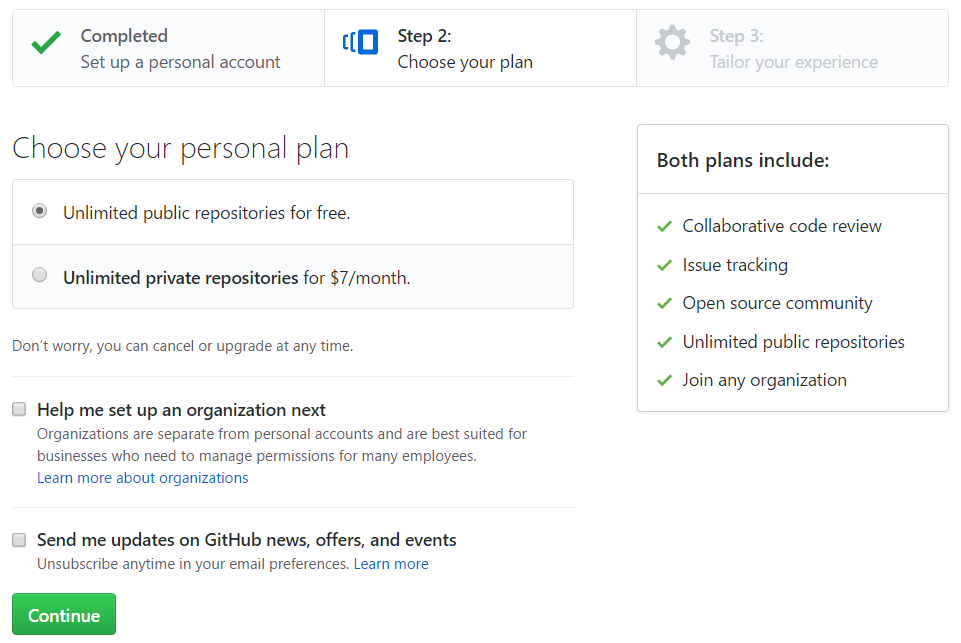 Completed
Set up a personal account
Step 2:
Choose your plan
Step 3:
Tailor your experience
Choose your personal plan
Unlimited public repositories for free.
Unlimited private repositories for $7/month.
Don't worry, you can cancel or upgrade at any time.
Help me set up an organization next
Organizations are separate from personal accounts and are best suited for
businesses who need to manage permissions for many employees.
Learn more about organizations
Send me updates on GitHub news, offers, and events
Unsubscribe anytime in your email preferences. Learn more
Continue
Both plans include:
Collaborative code review
Issue tracking
Open source community
Unlimited public repositories
Join any organization